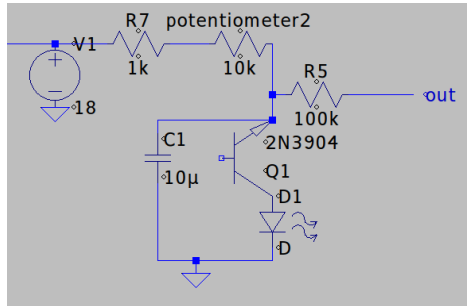 R7 potentiometer2
V1
1k 10k
R5
18
out
100k
C1
2N3904
10µ
Q1
D1
D